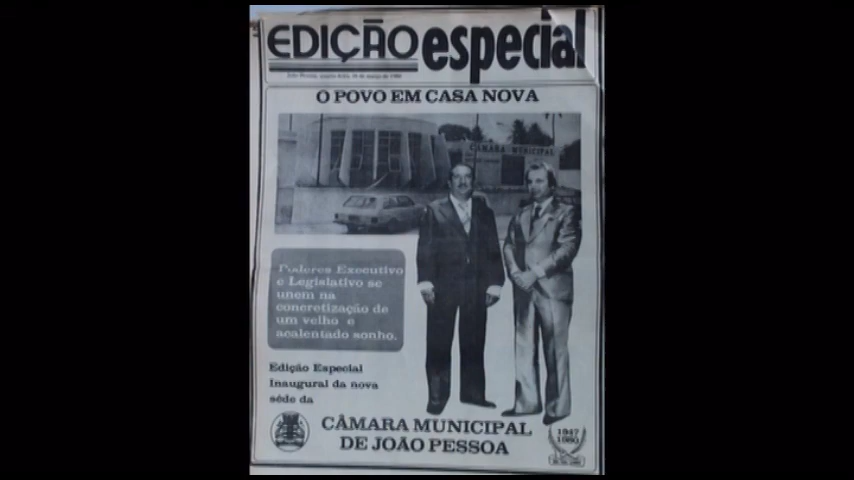 EDIÇÃO especial
O POVO EM CASA NOVA
CÂMARA MUNICIPAL
Poderes Executivo
e Legislativo se
unem na
concretização de
um velho e
acalentado sonho.
Edição Especial
Inaugural da nova
séde da
CÂMARA MUNICIPAL
DE JOÃO PESSOA
1947
1980